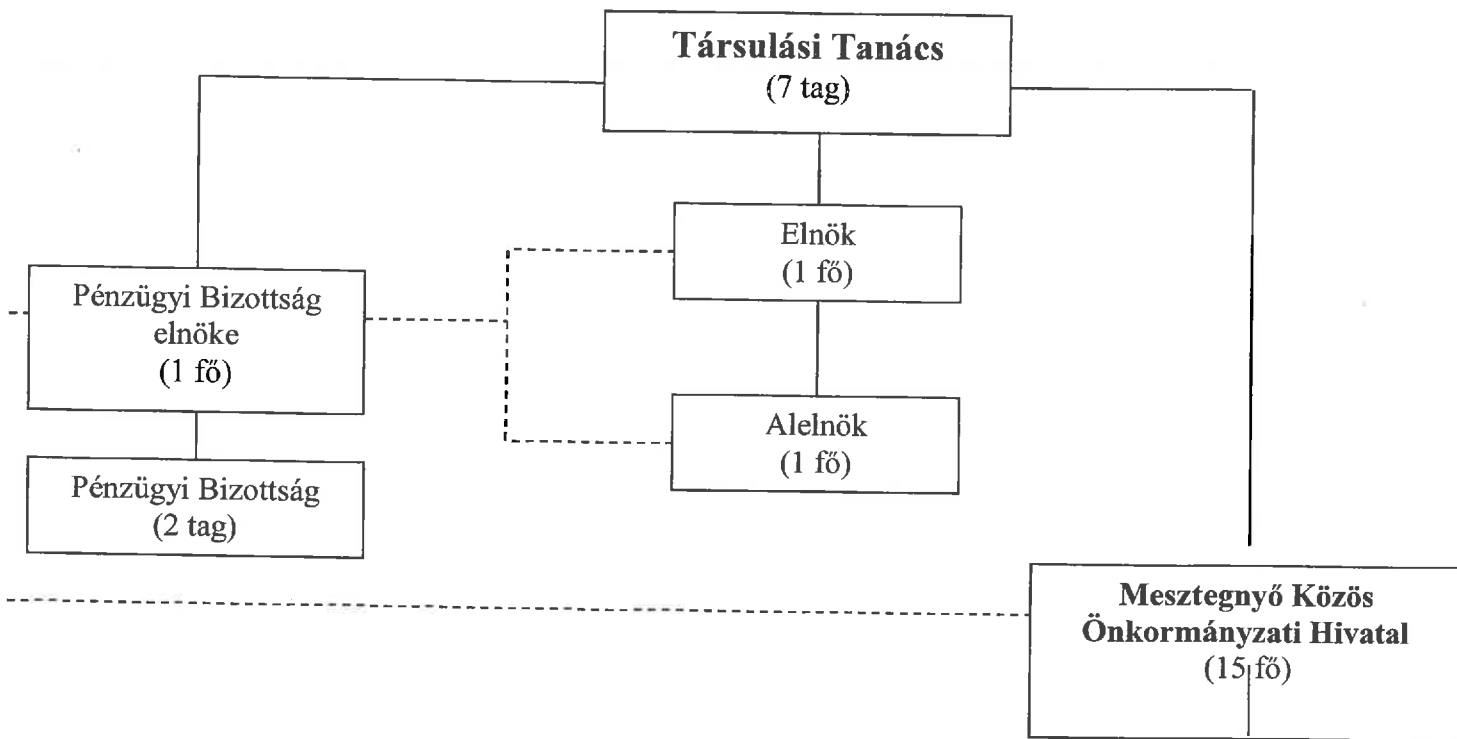 Társulási Tanács
(7 tag)
Elnök
(1 fő)
Pénzügyi Bizottság
elnöke
(1 fő)
Alelnök
(1 fő)
Pénzügyi Bizottság
(2 tag)
Mesztegnyő Közös
Önkormányzati Hivatal
(15 fő)